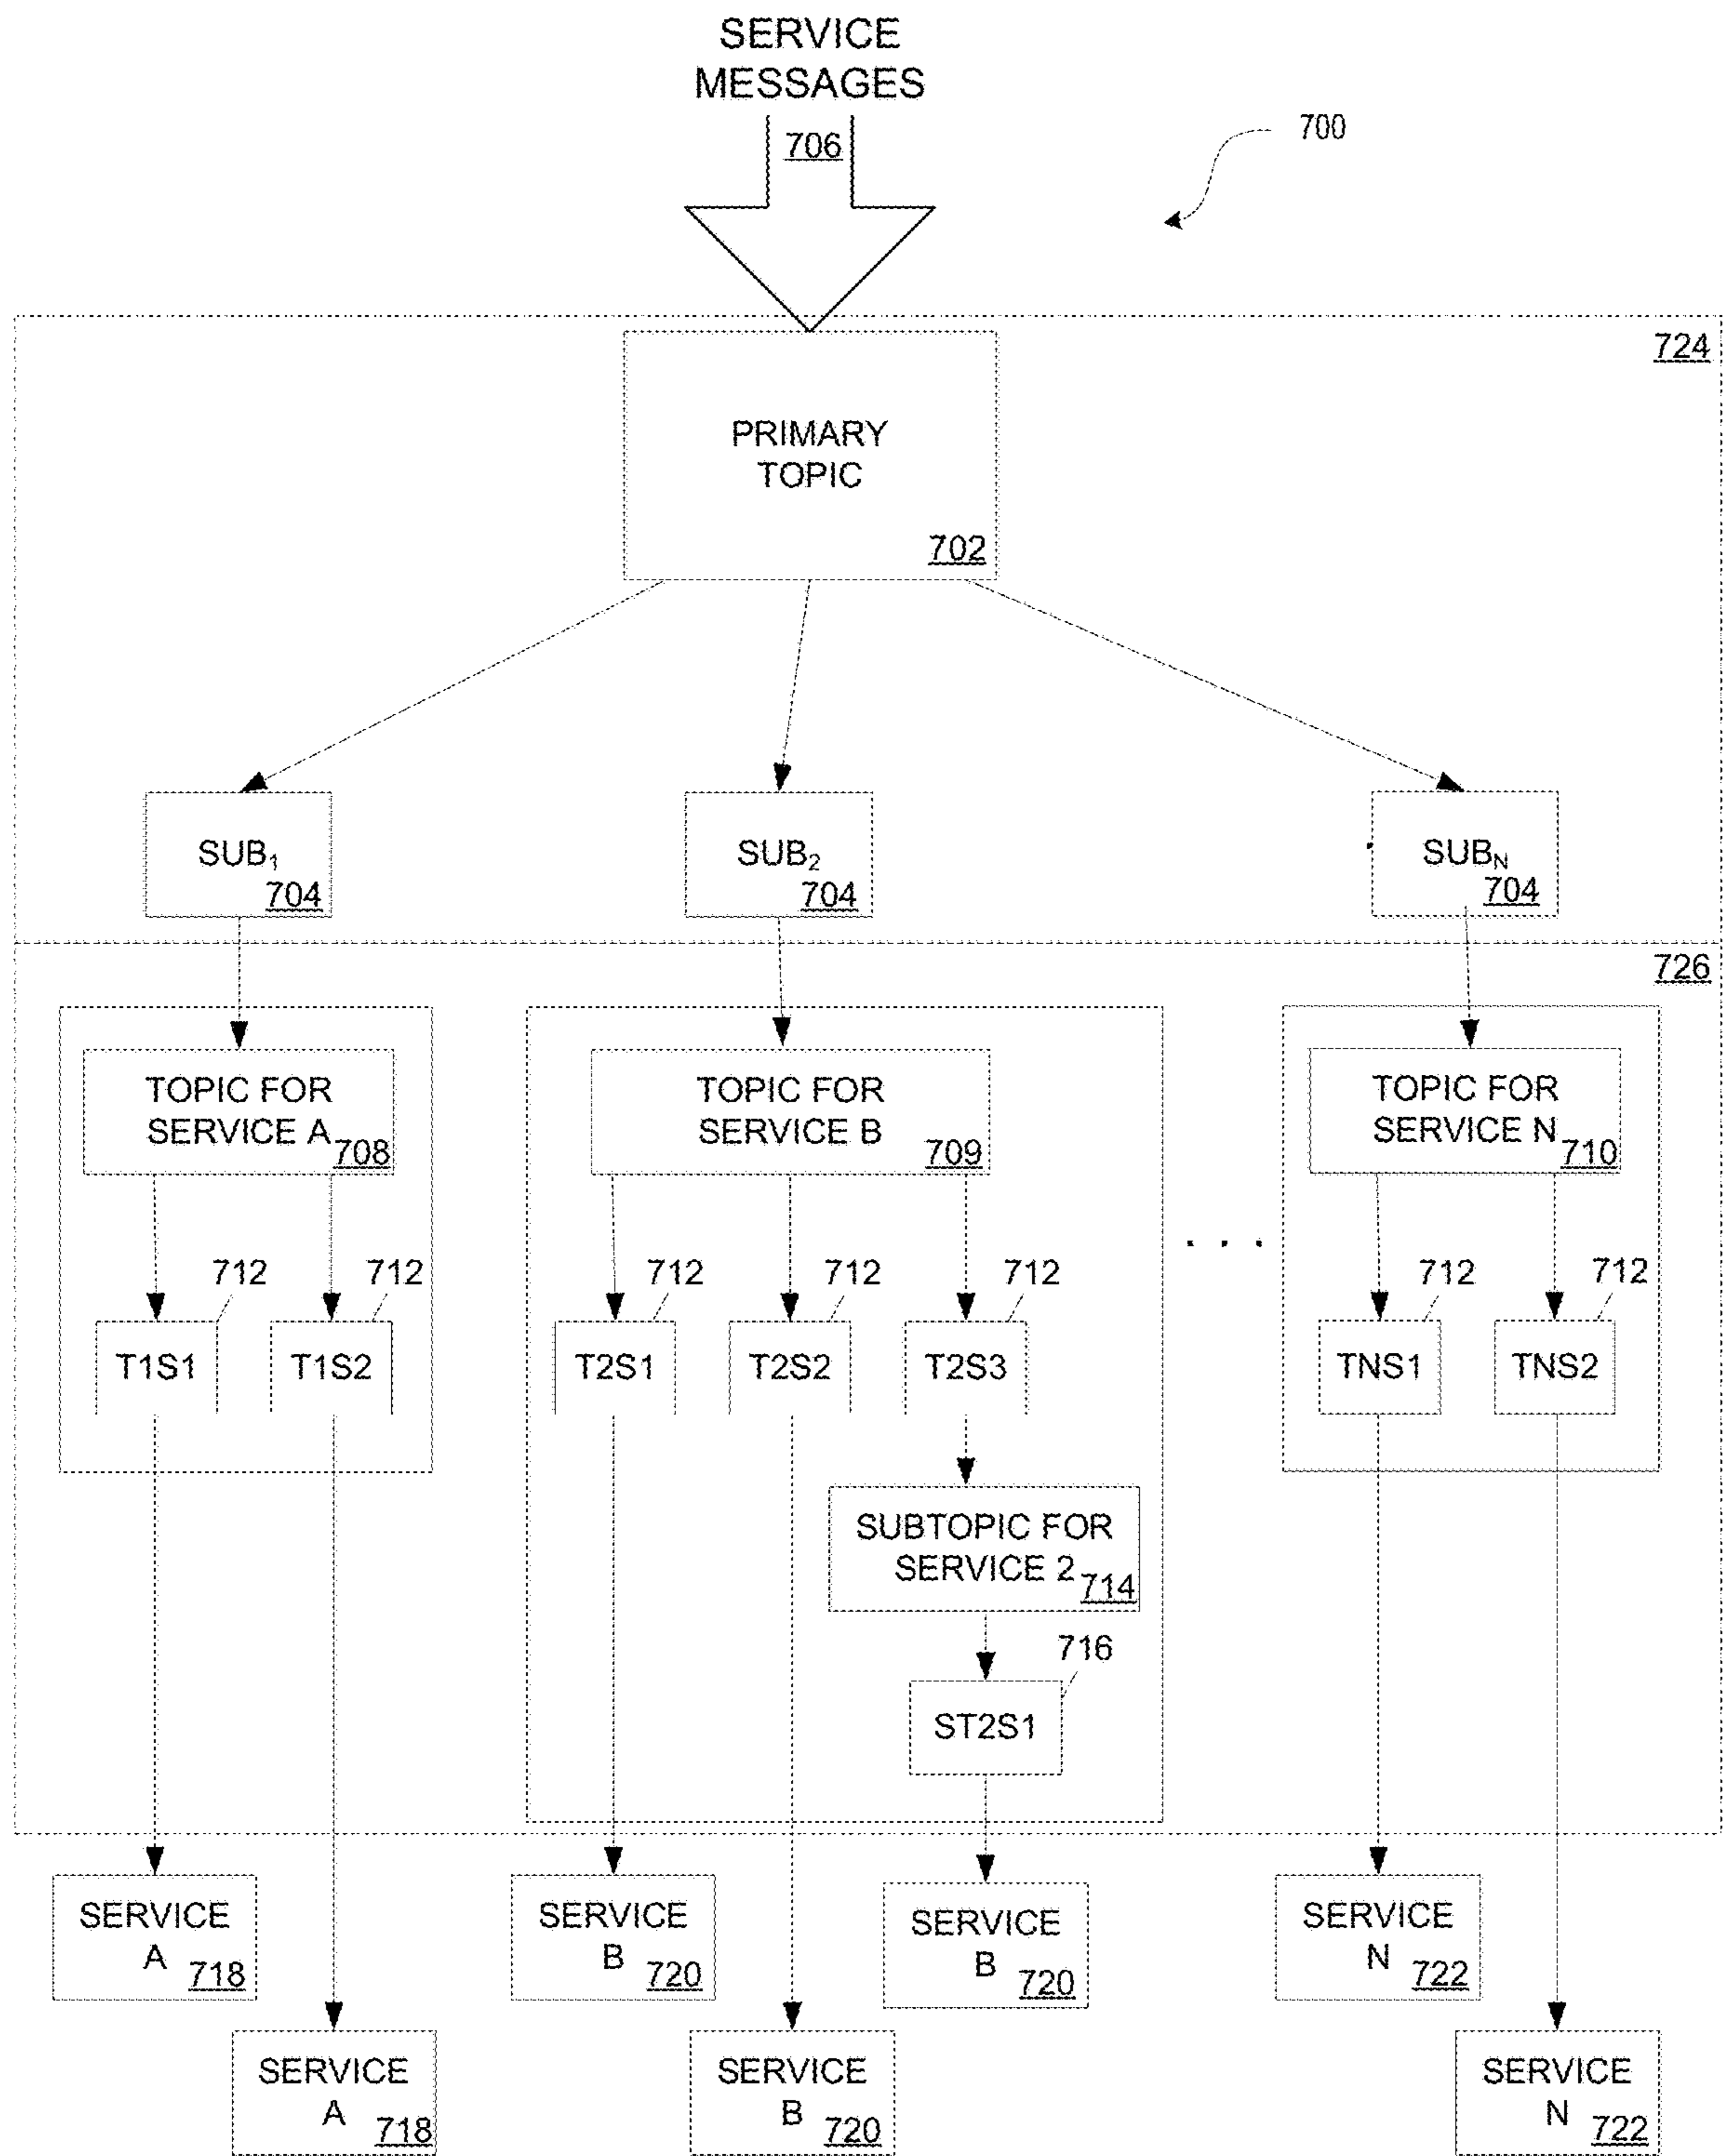 SERVICE
MESSAGES
706
700
724
PRIMARY
TOPIC
702
SUB₁
704
SUB₂
704
SUB_N
704
726
TOPIC FOR
SERVICE A
708
TOPIC FOR
SERVICE B
709
TOPIC FOR
SERVICE N
710
. . .
712
712
712
712
712
712
712
T1S1
T1S2
T2S1
T2S2
T2S3
TNS1
TNS2
SUBTOPIC FOR
SERVICE 2
714
716
ST2S1
SERVICE
A
718
SERVICE
B
720
SERVICE
B
720
SERVICE
N
722
SERVICE
A
718
SERVICE
B
720
SERVICE
N
722